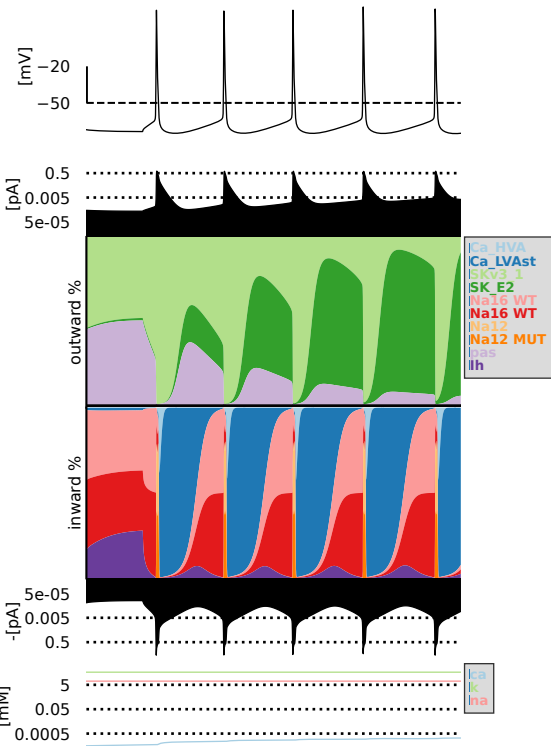 [mV]
−20
−50
[pA]
0.5
0.005
5e-05
outward %
Ca_HVA
Ca_LVAst
SKv3_1
SK_E2
Na16 WT
Na16 WT
Na12
Na12 MUT
pas
Ih
inward %
-[pA]
5e-05
0.005
0.5
[mM]
5
0.05
0.0005
ca
k
na